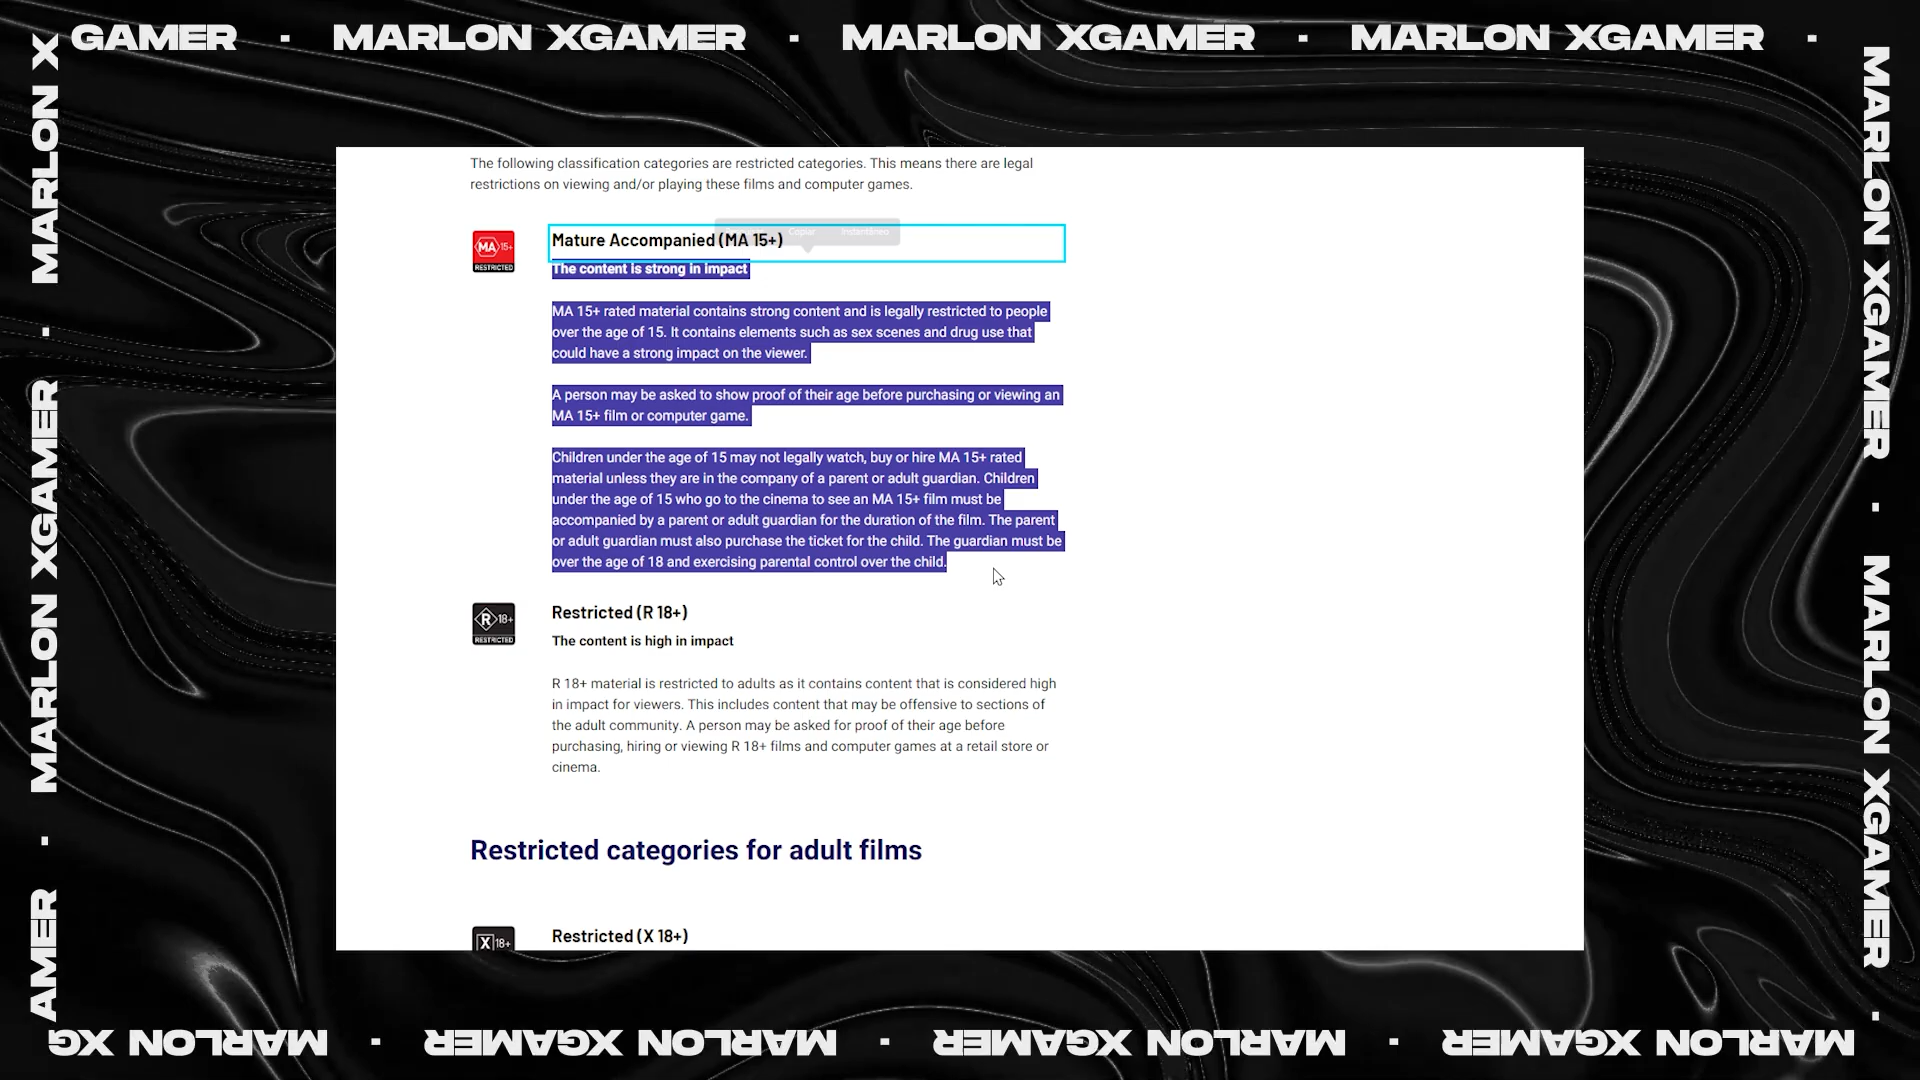 GAMER · MARLON XGAMER · MARLON XGAMER · MARLON XGAMER ·
MARLON XGAMER · MARLON XGAMER ·
The following classification categories are restricted categories. This means there are legal
restrictions on viewing and/or playing these films and computer games.
MA 15+
RESTRICTED
Mature Accompanied (MA 15+)
Copiar Instantâneo
The content is strong in impact
MA 15+ rated material contains strong content and is legally restricted to people
over the age of 15. It contains elements such as sex scenes and drug use that
could have a strong impact on the viewer.
A person may be asked to show proof of their age before purchasing or viewing an
MA 15+ film or computer game.
Children under the age of 15 may not legally watch, buy or hire MA 15+ rated
material unless they are in the company of a parent or adult guardian. Children
under the age of 15 who go to the cinema to see an MA 15+ film must be
accompanied by a parent or adult guardian for the duration of the film. The parent
or adult guardian must also purchase the ticket for the child. The guardian must be
over the age of 18 and exercising parental control over the child.
R 18+
RESTRICTED
Restricted (R 18+)
The content is high in impact
R 18+ material is restricted to adults as it contains content that is considered high
in impact for viewers. This includes content that may be offensive to sections of
the adult community. A person may be asked for proof of their age before
purchasing, hiring or viewing R 18+ films and computer games at a retail store or
cinema.
Restricted categories for adult films
X 18+
Restricted (X 18+)
MARLON XGAMER · MARLON XGAMER · MARLON XGAMER · MARLON XG
AMER · MARLON XGAMER · MARLON X